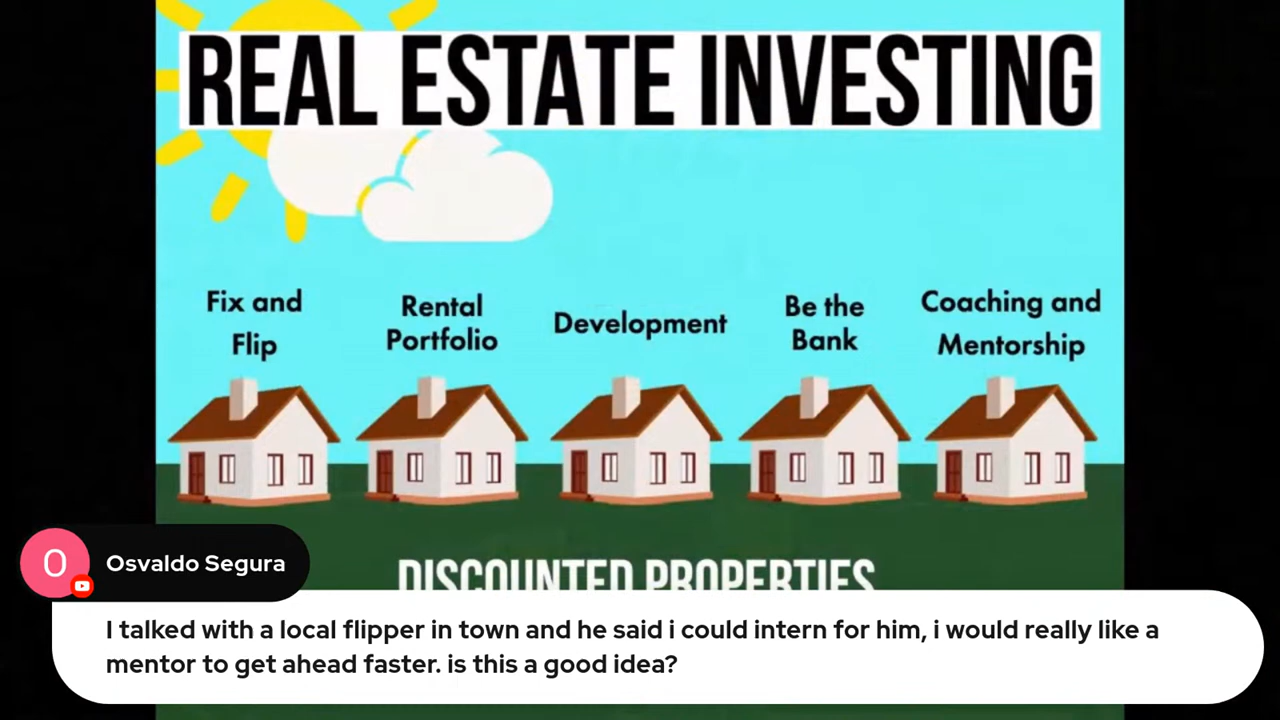 REAL ESTATE INVESTING
Fix and
Flip
Rental
Portfolio
Development
Be the
Bank
Coaching and
Mentorship
DISCOUNTED PROPERTIES
O
Osvaldo Segura
I talked with a local flipper in town and he said i could intern for him, i would really like a
mentor to get ahead faster. is this a good idea?